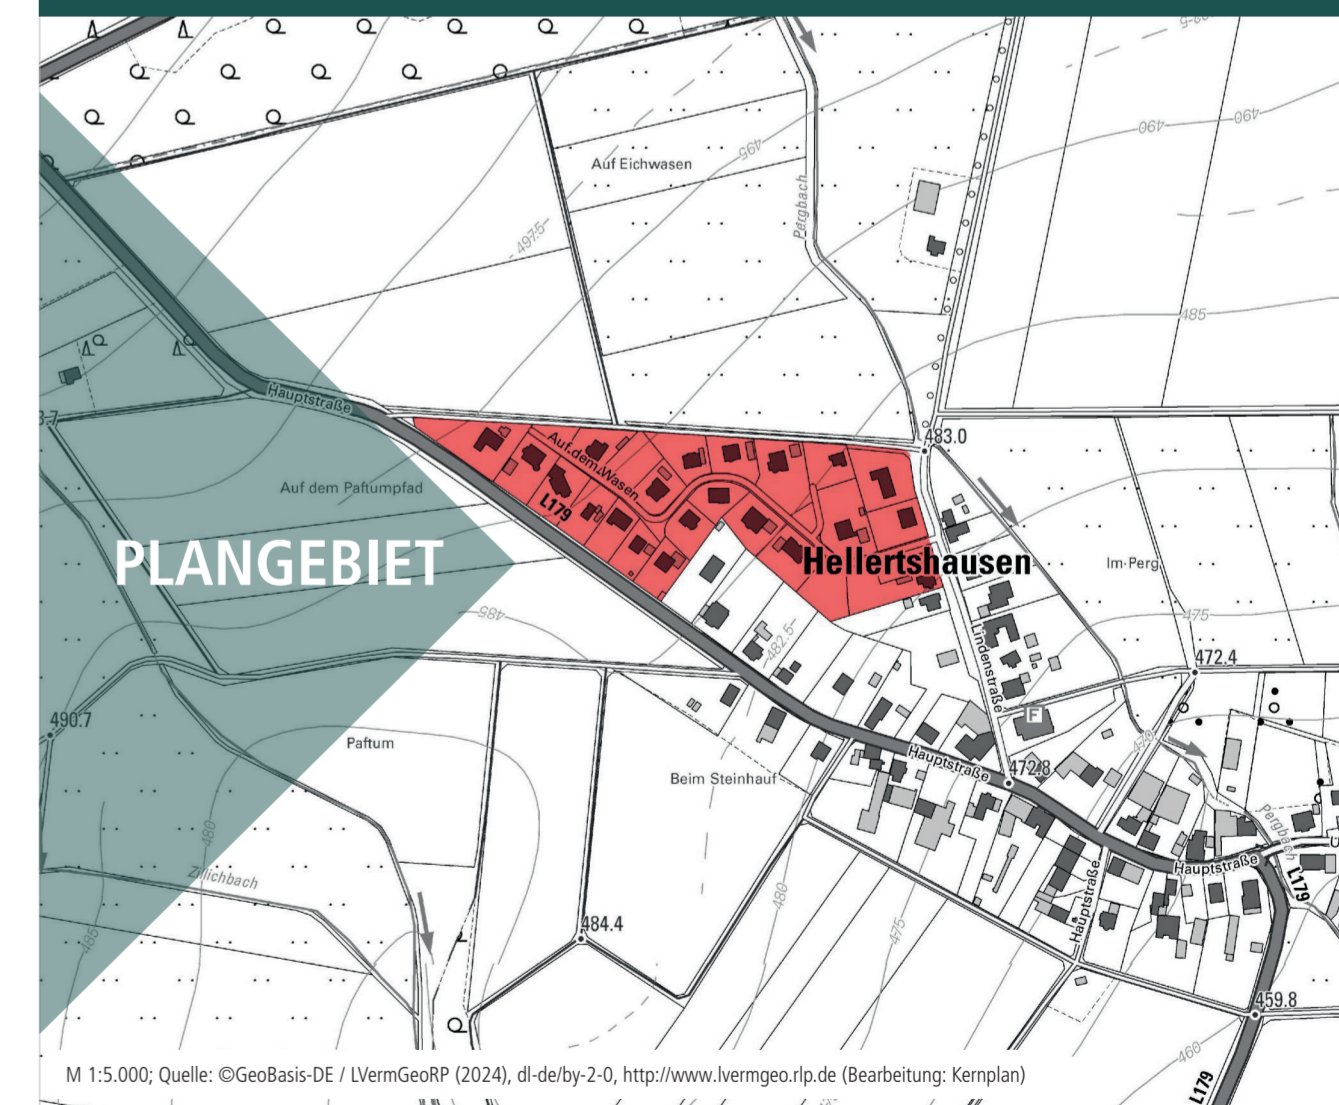 Auf Eichwasen
Pergbach
495
490
490
497.5
485
Hauptstraße
483.0
Auf dem Wasen
Auf dem Paftumpfad
L179
PLANGEBIET
Hellertshausen
Im Perg
485
482.5
475
Lindenstraße
472.4
490.7
Paftum
F
470
Beim Steinhauf
Hauptstraße
472.8
480
Pergbach
Zillichbach
Hauptstraße
L179
480
Hauptstraße
475
485
484.4
459.8
460
M 1:5.000; Quelle: ©GeoBasis-DE / LVermGeoRP (2024), dl-de/by-2-0, http://www.lvermgeo.rlp.de (Bearbeitung: Kernplan)
L179